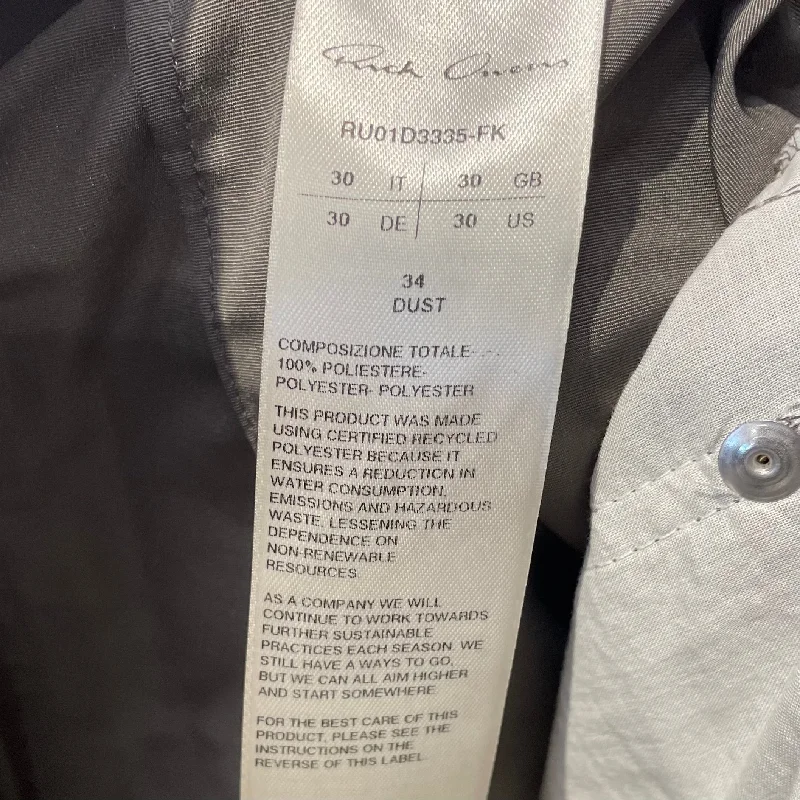 Rick Owens
RU01D3335-FK
30 IT 30 GB
30 DE 30 US
34
DUST
COMPOSIZIONE TOTALE-
100% POLIESTERE-
POLYESTER- POLYESTER
THIS PRODUCT WAS MADE
USING CERTIFIED RECYCLED
POLYESTER BECAUSE IT
ENSURES A REDUCTION IN
WATER CONSUMPTION,
EMISSIONS AND HAZARDOUS
WASTE, LESSENING THE
DEPENDENCE ON
NON-RENEWABLE
RESOURCES.
AS A COMPANY WE WILL
CONTINUE TO WORK TOWARDS
FURTHER SUSTAINABLE
PRACTICES EACH SEASON. WE
STILL HAVE A WAYS TO GO,
BUT WE CAN ALL AIM HIGHER
AND START SOMEWHERE
FOR THE BEST CARE OF THIS
PRODUCT, PLEASE SEE THE
INSTRUCTIONS ON THE
REVERSE OF THIS LABEL-